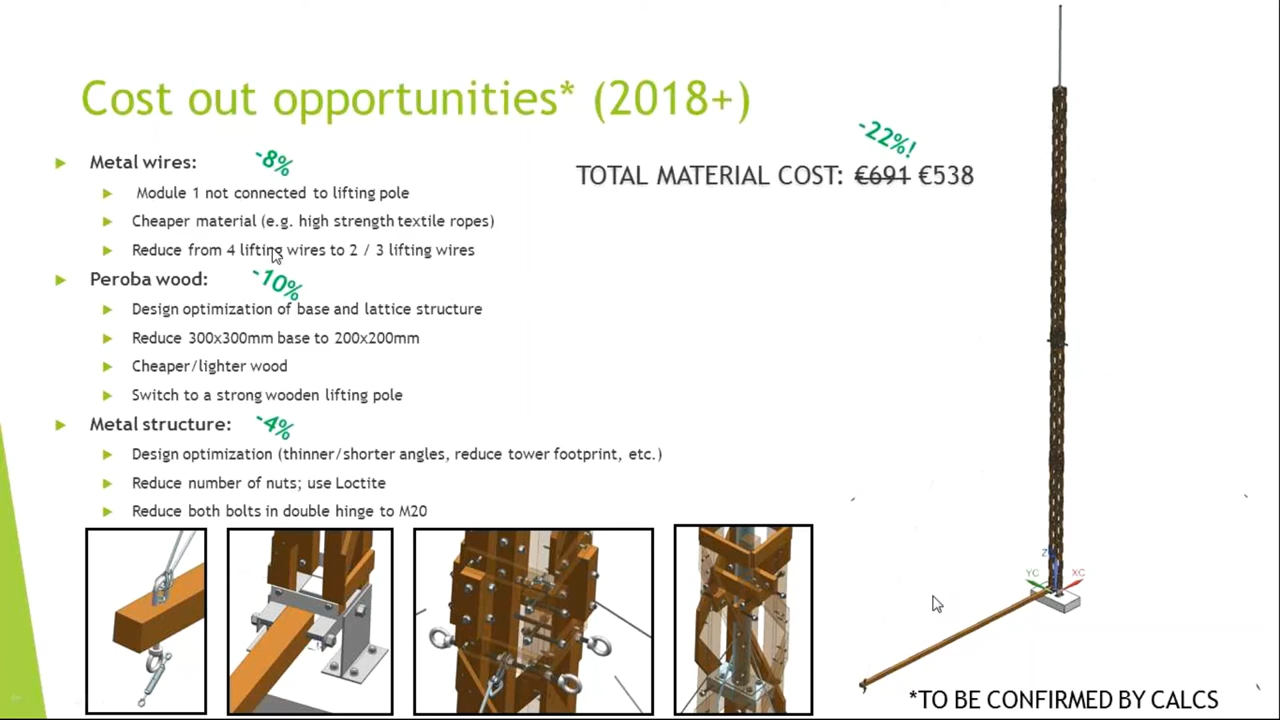 Cost out opportunities* (2018+)
Metal wires: -8%
Module 1 not connected to lifting pole
Cheaper material (e.g. high strength textile ropes)
Reduce from 4 lifting wires to 2 / 3 lifting wires
Peroba wood: -10%
Design optimization of base and lattice structure
Reduce 300x300mm base to 200x200mm
Cheaper/lighter wood
Switch to a strong wooden lifting pole
Metal structure: -4%
Design optimization (thinner/shorter angles, reduce tower footprint, etc.)
Reduce number of nuts; use Loctite
Reduce both bolts in double hinge to M20
-22%!
TOTAL MATERIAL COST: €691 €538
Z
YC XC
*TO BE CONFIRMED BY CALCS